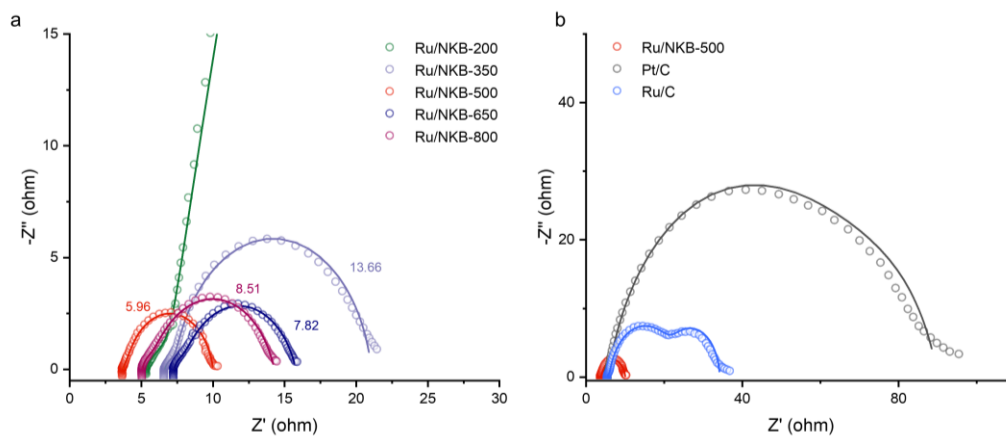 a
15
10
5
0
-Z'' (ohm)
0
5
10
15
20
25
30
Z' (ohm)
Ru/NKB-200
Ru/NKB-350
Ru/NKB-500
Ru/NKB-650
Ru/NKB-800
5.96
8.51
7.82
13.66
b
40
20
0
-Z'' (ohm)
0
40
80
Z' (ohm)
Ru/NKB-500
Pt/C
Ru/C